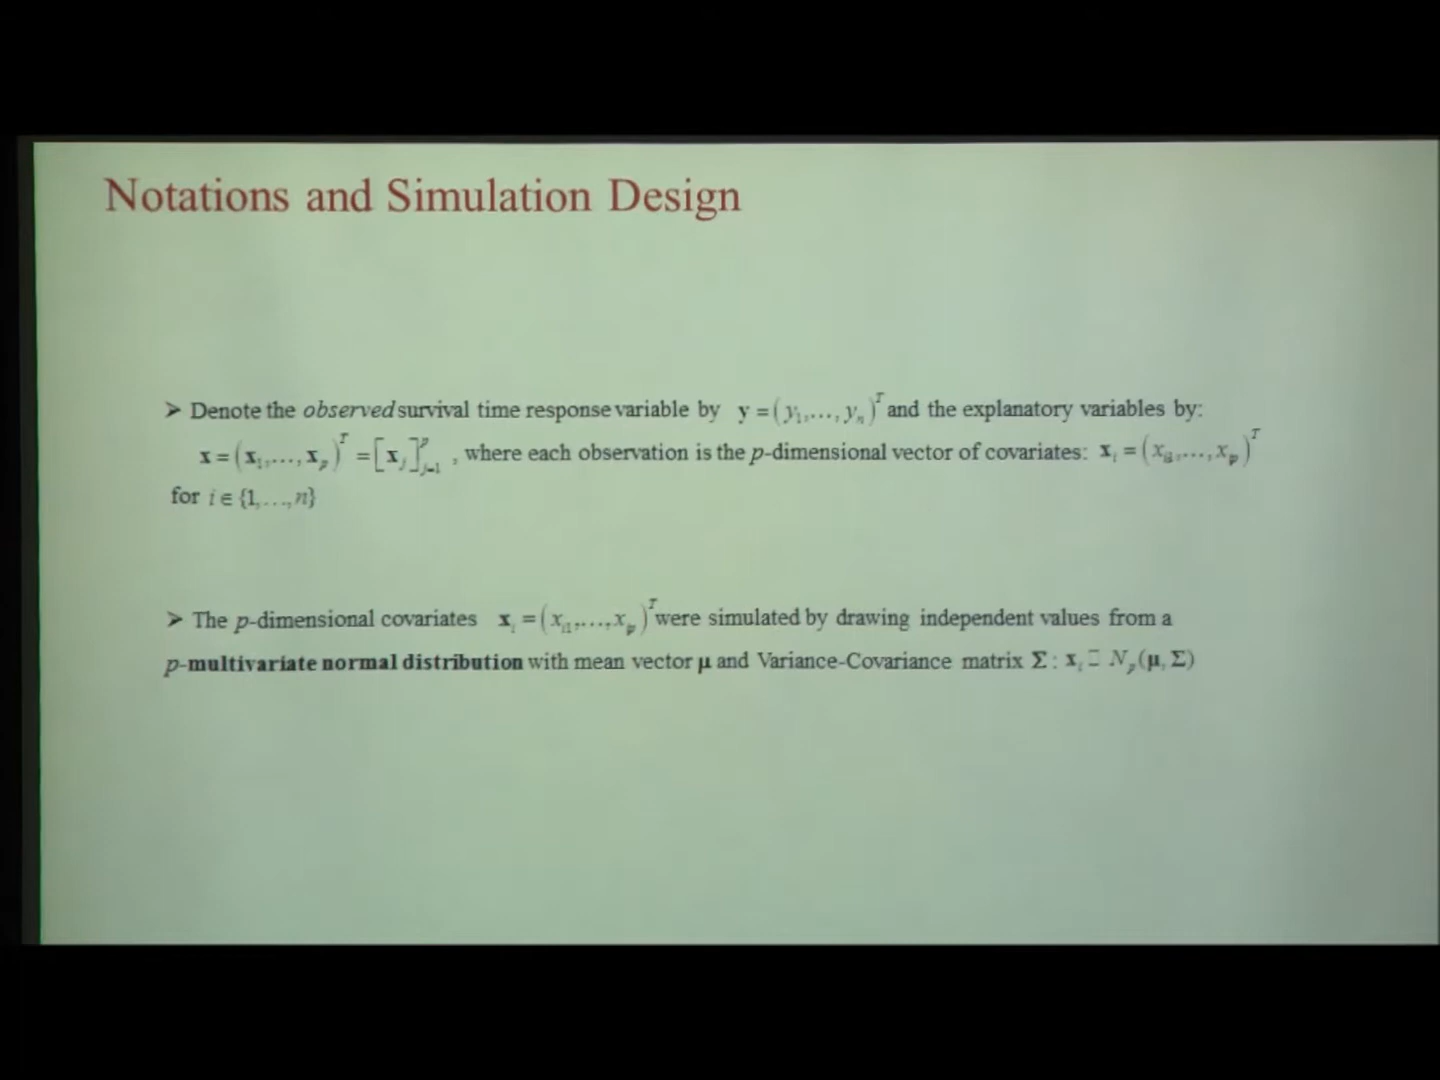 Notations and Simulation Design
➢ Denote the observed survival time response variable by y = (y₁,…, yₙ)ᵀ and the explanatory variables by:
x = (x₁,…, xₚ)ᵀ = [xⱼ]ᵖⱼ₌₁ , where each observation is the p-dimensional vector of covariates: xᵢ = (xᵢ₁,…, xᵢₚ)ᵀ
for i ∈ {1,…, n}
➢ The p-dimensional covariates xᵢ = (xᵢ₁,…, xᵢₚ)ᵀ were simulated by drawing independent values from a
p-multivariate normal distribution with mean vector μ and Variance-Covariance matrix Σ : xᵢ □ Nₚ(μ, Σ)